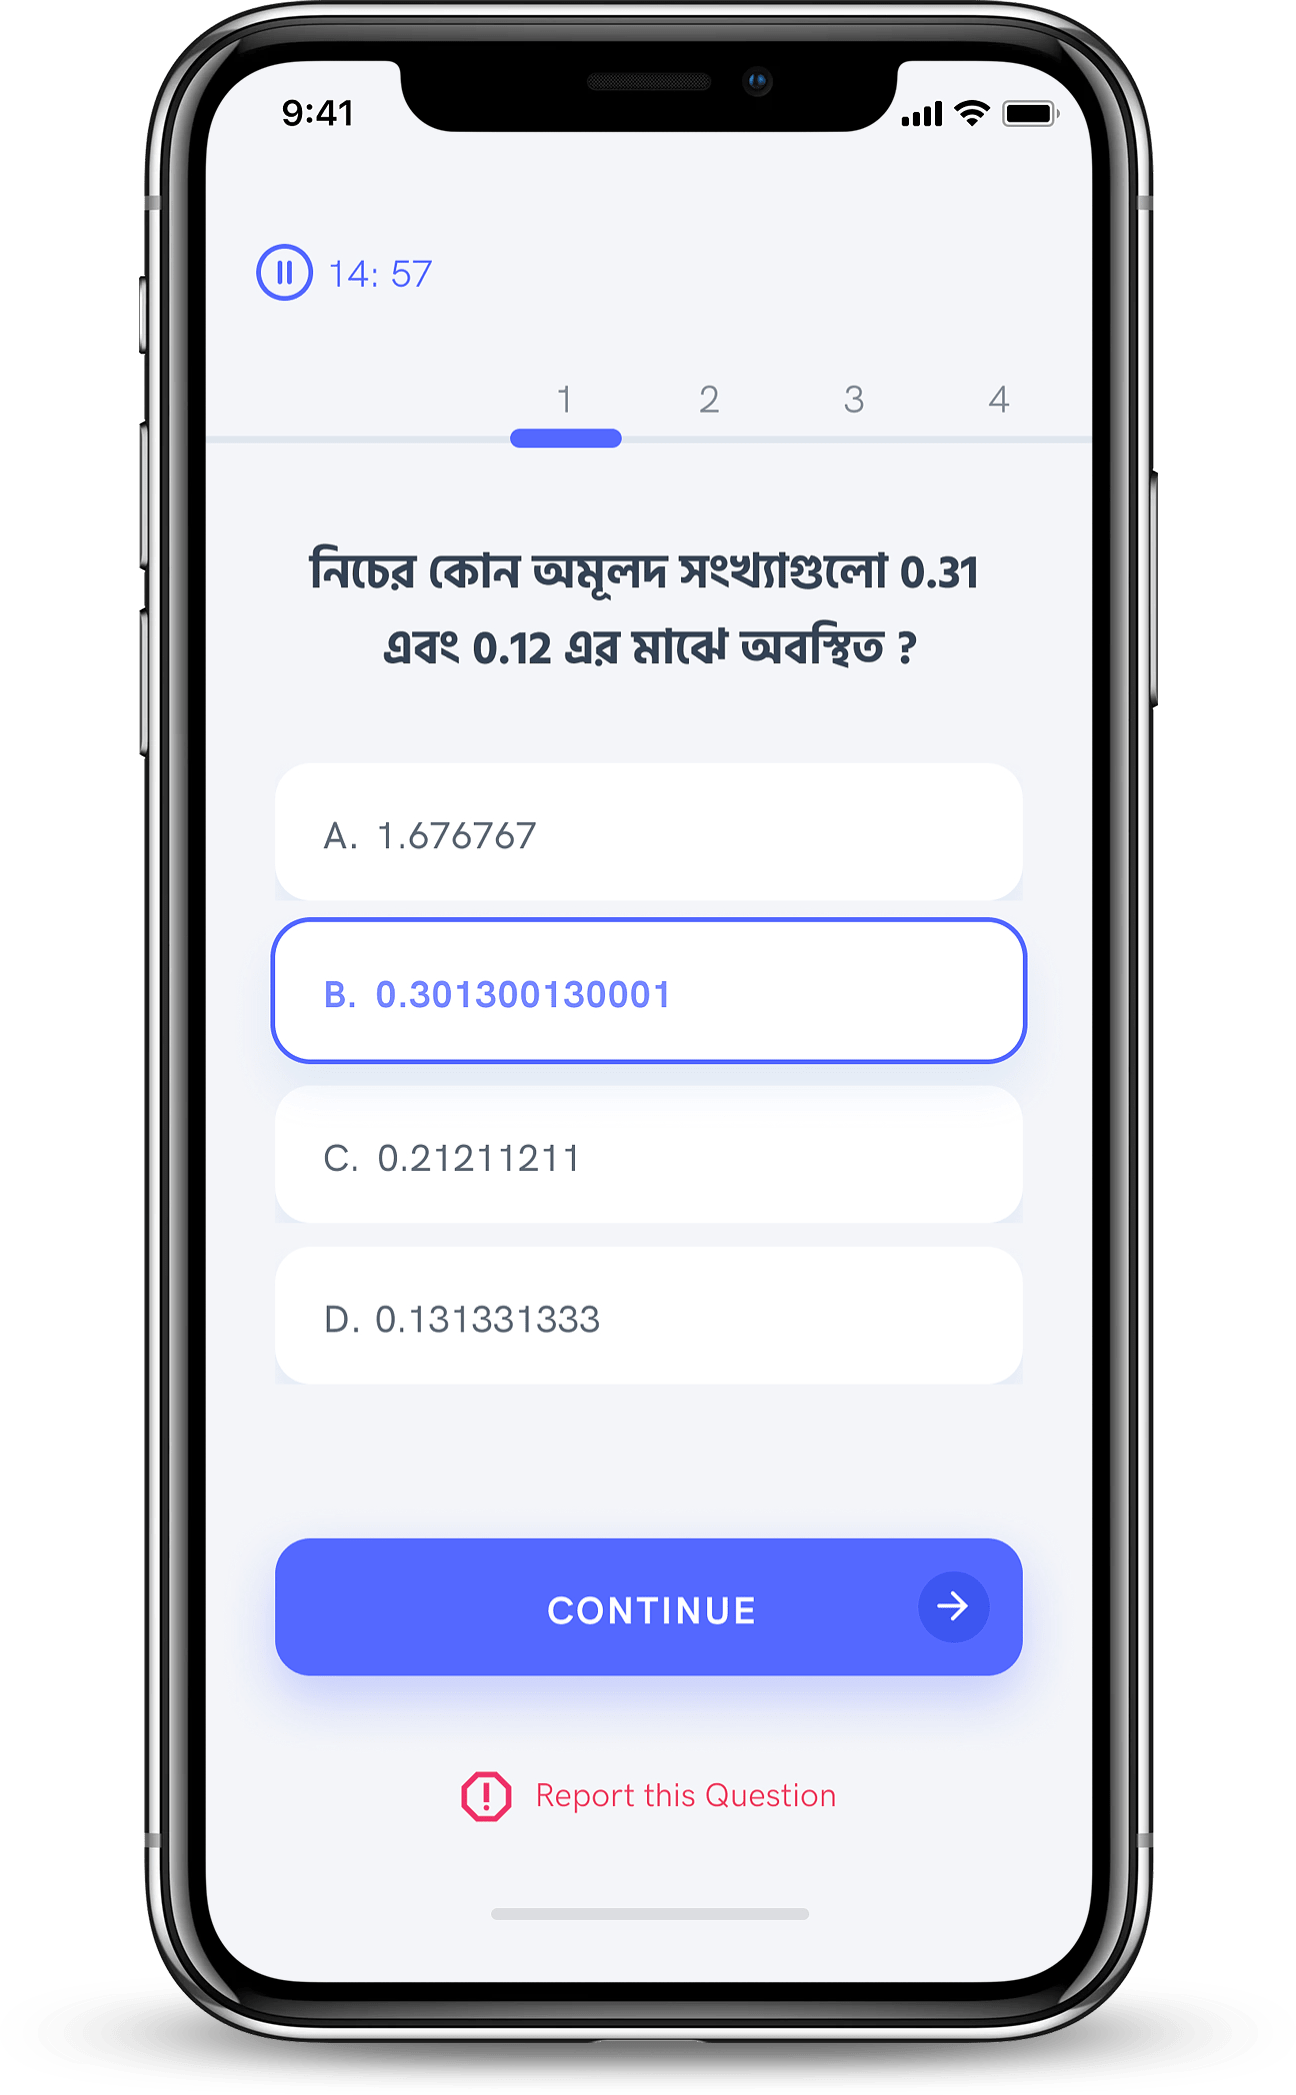 9:41
14: 57
1 2 3 4
নিচের কোন অমূলদ সংখ্যাগুলো 0.31
এবং 0.12 এর মাঝে অবস্থিত ?
A. 1.676767
B. 0.301300130001
C. 0.21211211
D. 0.131331333
CONTINUE
Report this Question